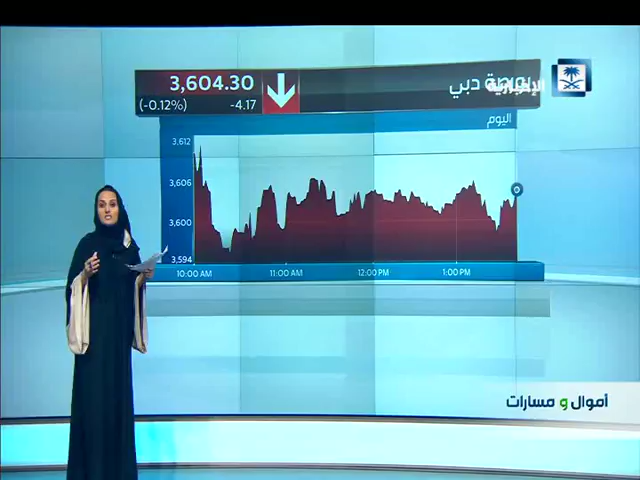 بورصة دبي
الإخبارية
3,604.30
(-0.12%) -4.17
اليوم
3,612
3,606
3,600
3,594
10:00 AM 11:00 AM 12:00 PM 1:00 PM
أموال و مسارات